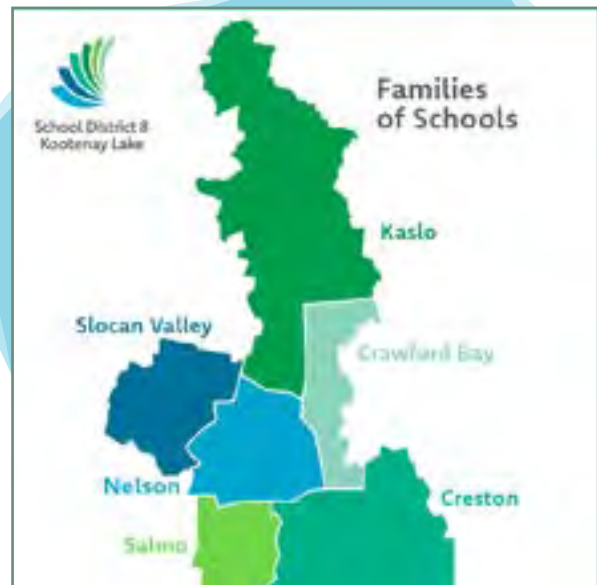 School District 8
Kootenay Lake
Families
of Schools
Kaslo
Slocan Valley
Crawford Bay
Nelson
Creston
Salmo